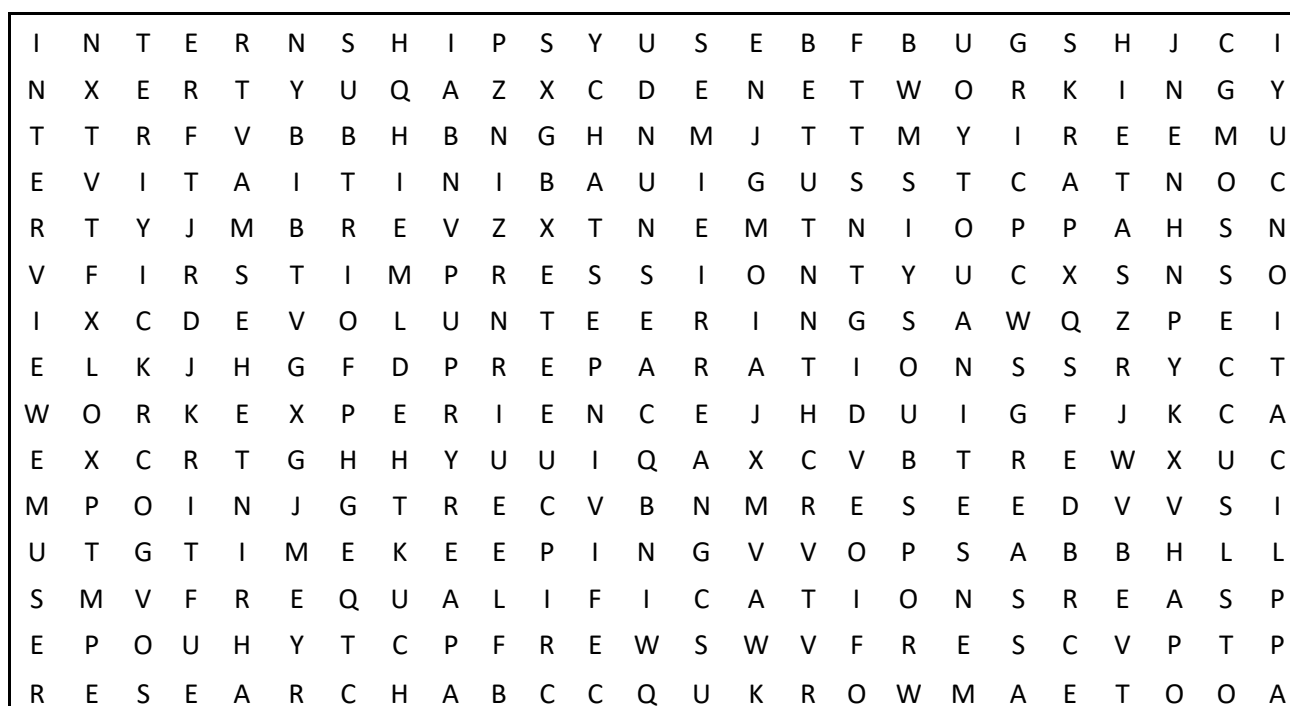 I N T E R N S H I P S Y U S E B F B U G S H J C I
N X E R T Y U Q A Z X C D E N E T W O R K I N G Y
T T R F V B B H B N G H N M J T T M Y I R E E M U
E V I T A I T I N I B A U I G U S S T C A T N O C
R T Y J M B R E V Z X T N E M T N I O P P A H S N
V F I R S T I M P R E S S I O N T Y U C X S N S O
I X C D E V O L U N T E E R I N G S A W Q Z P E I
E L K J H G F D P R E P A R A T I O N S S R Y C T
W O R K E X P E R I E N C E J H D U I G F J K C A
E X C R T G H H Y U U I Q A X C V B T R E W X U C
M P O I N J G T R E C V B N M R E S E E D V V S I
U T G T I M E K E E P I N G V V O P S A B B H L L
S M V F R E Q U A L I F I C A T I O N S R E A S P
E P O U H Y T C P F R E W S W V F R E S C V P T P
R E S E A R C H A B C C Q U K R O W M A E T O O A